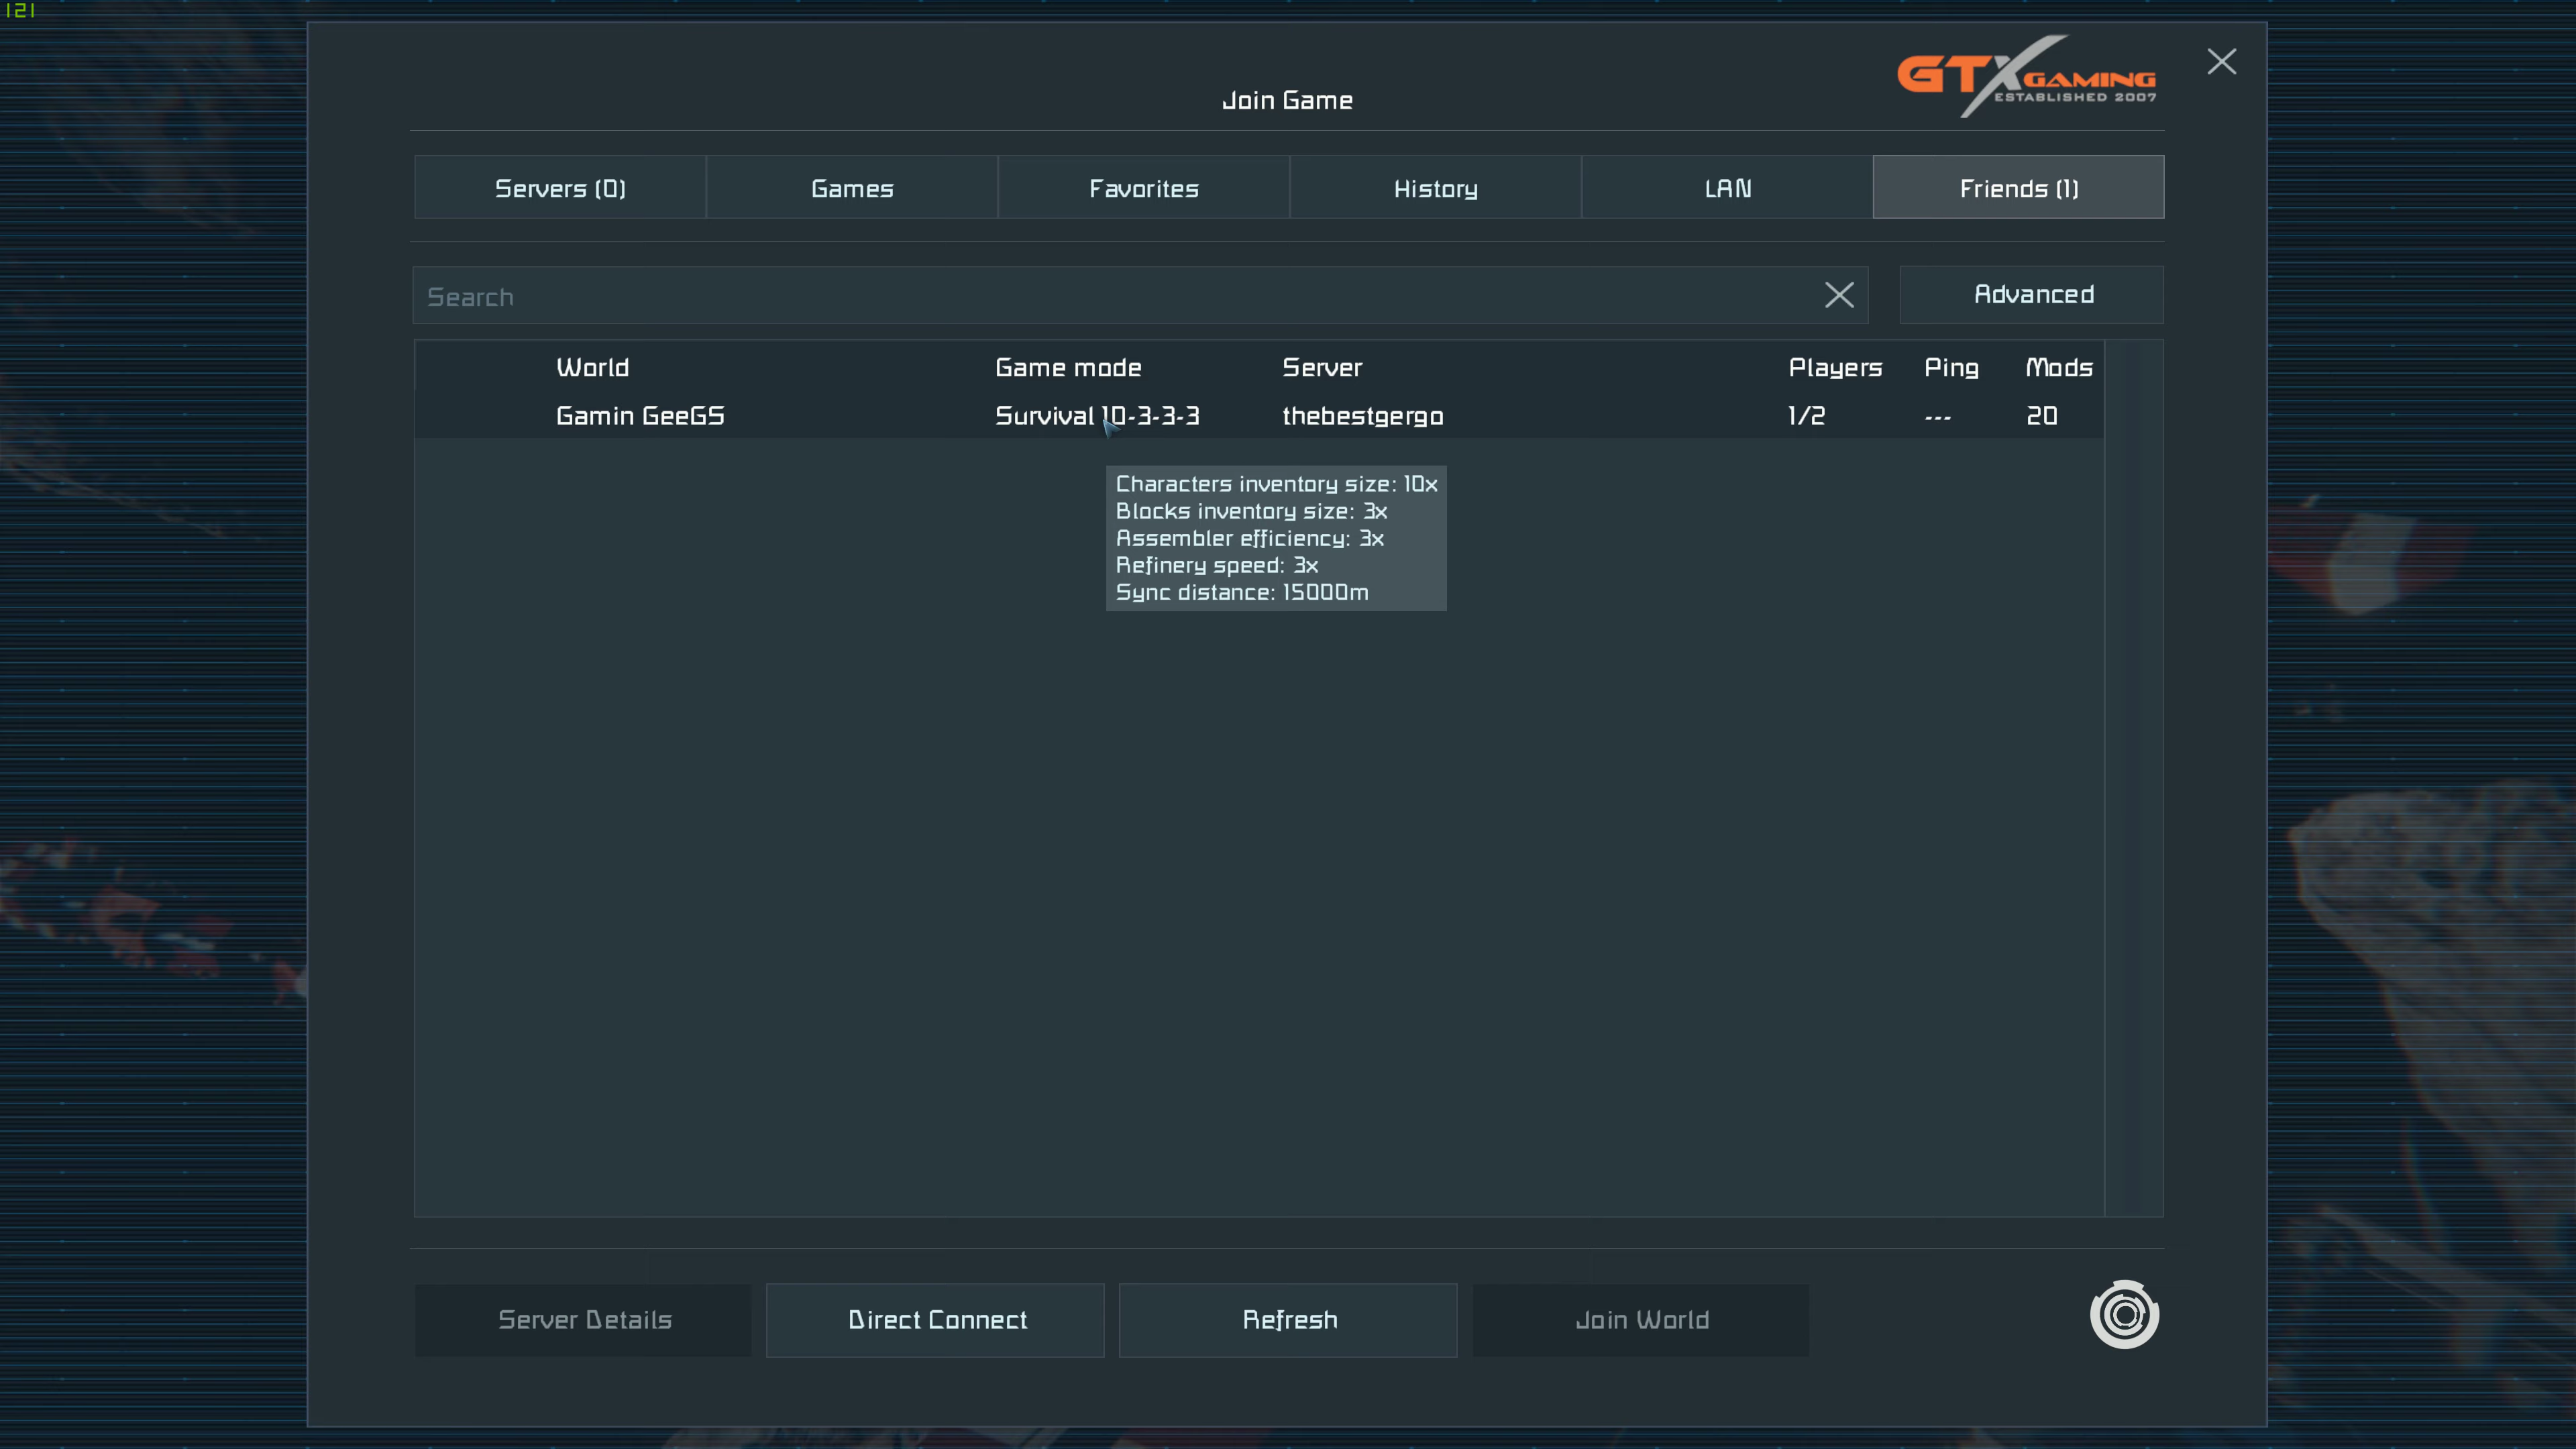 121
GTXGAMING
ESTABLISHED 2007
Join Game
Servers (0) Games Favorites History LAN Friends (1)
Search Advanced
World Game mode Server Players Ping Mods
Gamin GeeGS Survival 10-3-3-3 thebestgergo 1/2 --- 20
Characters inventory size: 10x
Blocks inventory size: 3x
Assembler efficiency: 3x
Refinery speed: 3x
Sync distance: 15000m
Server Details Direct Connect Refresh Join World